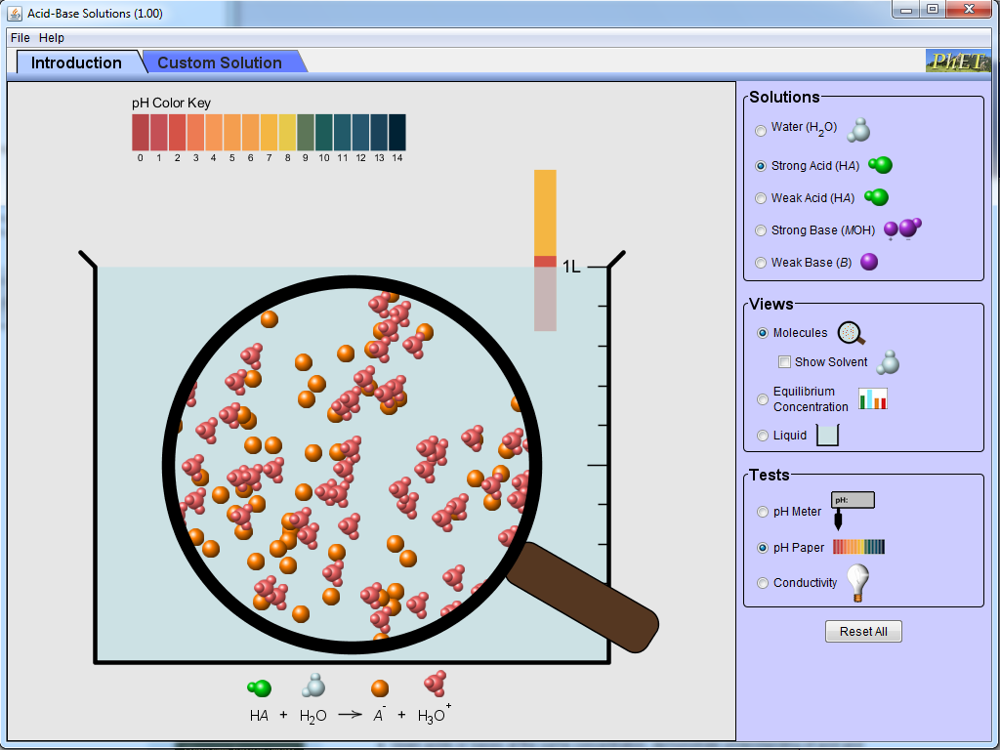 Acid-Base Solutions (1.00)
File Help
Introduction
Custom Solution
PhET
pH Color Key
0 1 2 3 4 5 6 7 8 9 10 11 12 13 14
1L
HA + H₂O → A⁻ + H₃O⁺
Solutions
Water (H₂O)
Strong Acid (HA)
Weak Acid (HA)
Strong Base (MOH)
Weak Base (B)
Views
Molecules
Show Solvent
Equilibrium
Concentration
Liquid
Tests
pH Meter
pH:
pH Paper
Conductivity
Reset All